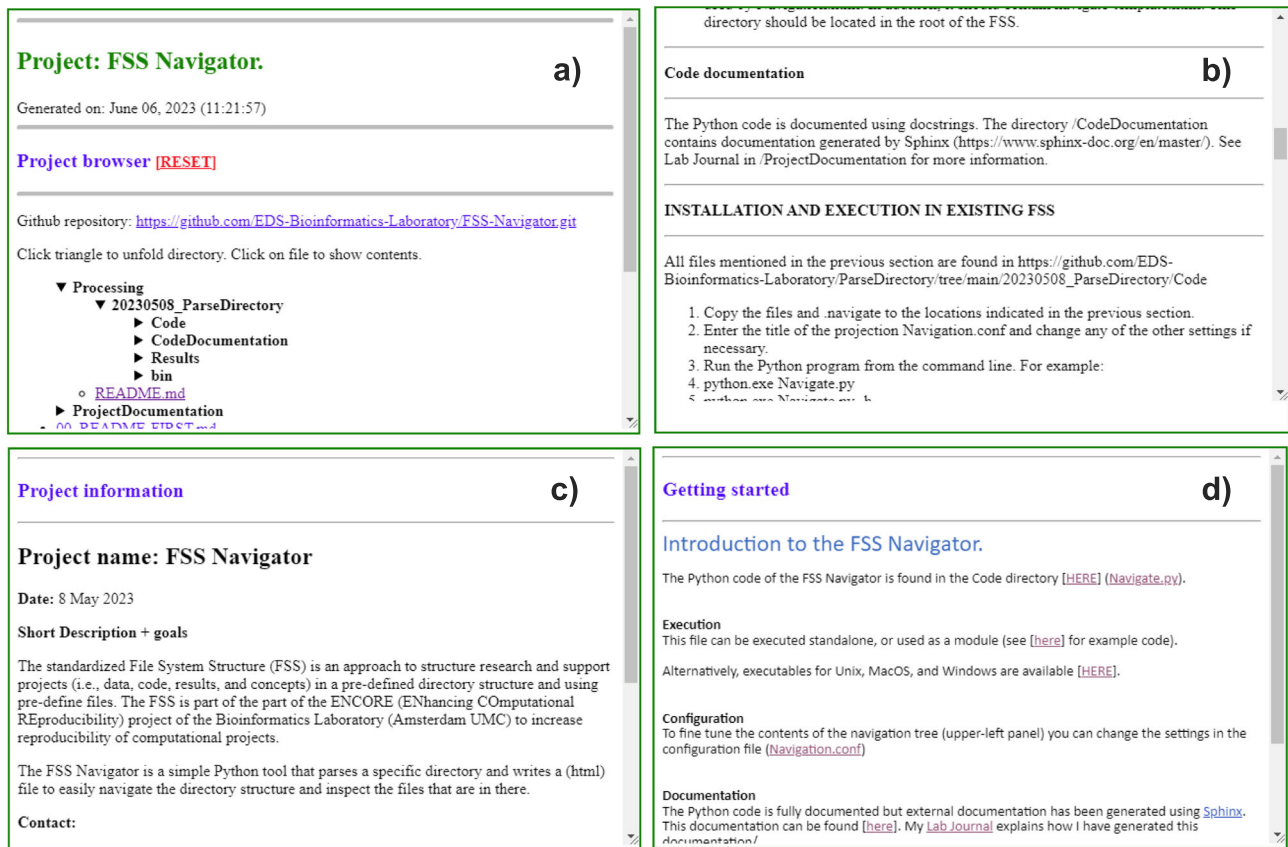 Project: FSS Navigator.
a)
Generated on: June 06, 2023 (11:21:57)
Project browser [RESET]
Github repository: https://github.com/EDS-Bioinformatics-Laboratory/FSS-Navigator.git
Click triangle to unfold directory. Click on file to show contents.
▼ Processing
▼ 20230508_ParseDirectory
► Code
► CodeDocumentation
► Results
► bin
README.md
► ProjectDocumentation
00_README_FIRST.md
directory should be located in the root of the FSS.
b)
Code documentation
The Python code is documented using docstrings. The directory /CodeDocumentation
contains documentation generated by Sphinx (https://www.sphinx-doc.org/en/master/). See
Lab Journal in /ProjectDocumentation for more information.
INSTALLATION AND EXECUTION IN EXISTING FSS
All files mentioned in the previous section are found in https://github.com/EDS-
Bioinformatics-Laboratory/ParseDirectory/tree/main/20230508_ParseDirectory/Code
1. Copy the files and .navigate to the locations indicated in the previous section.
2. Enter the title of the projection Navigation.conf and change any of the other settings if
necessary.
3. Run the Python program from the command line. For example:
4. python.exe Navigate.py
5. python.exe Navigate.py -h
Project information
c)
Project name: FSS Navigator
Date: 8 May 2023
Short Description + goals
The standardized File System Structure (FSS) is an approach to structure research and support
projects (i.e., data, code, results, and concepts) in a pre-defined directory structure and using
pre-define files. The FSS is part of the part of the ENCORE (ENhancing COmputational
REproducibility) project of the Bioinformatics Laboratory (Amsterdam UMC) to increase
reproducibility of computational projects.
The FSS Navigator is a simple Python tool that parses a specific directory and writes a (html)
file to easily navigate the directory structure and inspect the files that are in there.
Contact:
Getting started
d)
Introduction to the FSS Navigator.
The Python code of the FSS Navigator is found in the Code directory [HERE] (Navigate.py).
Execution
This file can be executed standalone, or used as a module (see [here] for example code).
Alternatively, executables for Unix, MacOS, and Windows are available [HERE].
Configuration
To fine tune the contents of the navigation tree (upper-left panel) you can change the settings in the
configuration file (Navigation.conf)
Documentation
The Python code is fully documented but external documentation has been generated using Sphinx.
This documentation can be found [here]. My Lab Journal explains how I have generated this
documentation/